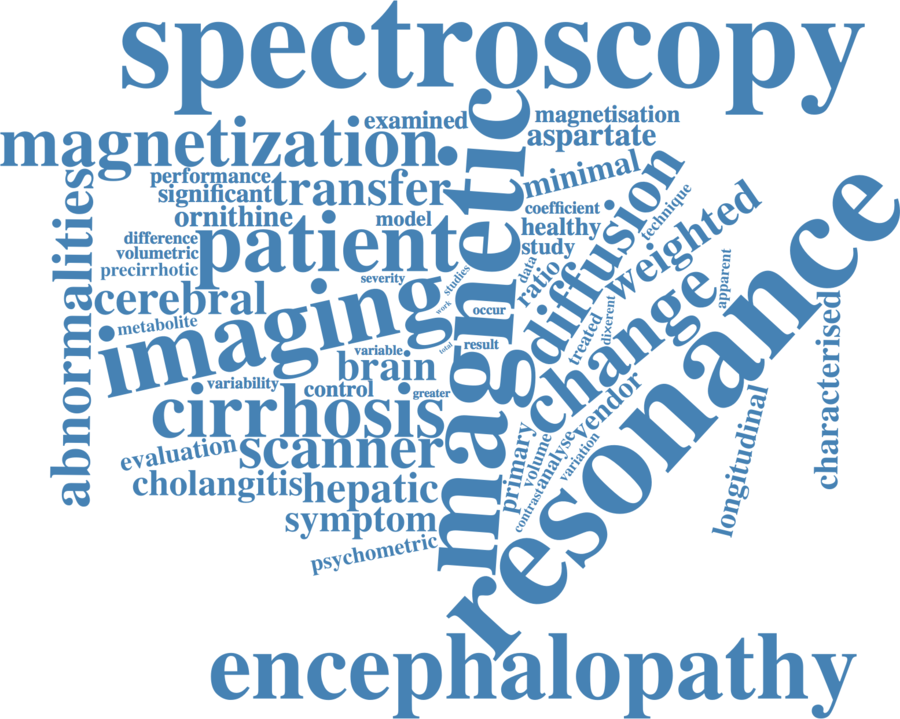 spectroscopy
magnetization
examined
magnetic
magnetisation
aspartate
performance
significant
transfer
minimal
ornithine
model
coefficient
healthy
study
diffusion
technique
weighted
resonance
abnormalities
difference
volumetric
precirrhotic
patient
severity
studies
data
ratio
apparent
cerebral
metabolite
imaging
work
occur
total
result
treated
dixerent
change
characterised
variable
brain
variability
control
greater
cirrhosis
vendor
longitudinal
evaluation
scanner
primary
volume
analyse
variation
contrast
cholangitis
hepatic
symptom
psychometric
encephalopathy